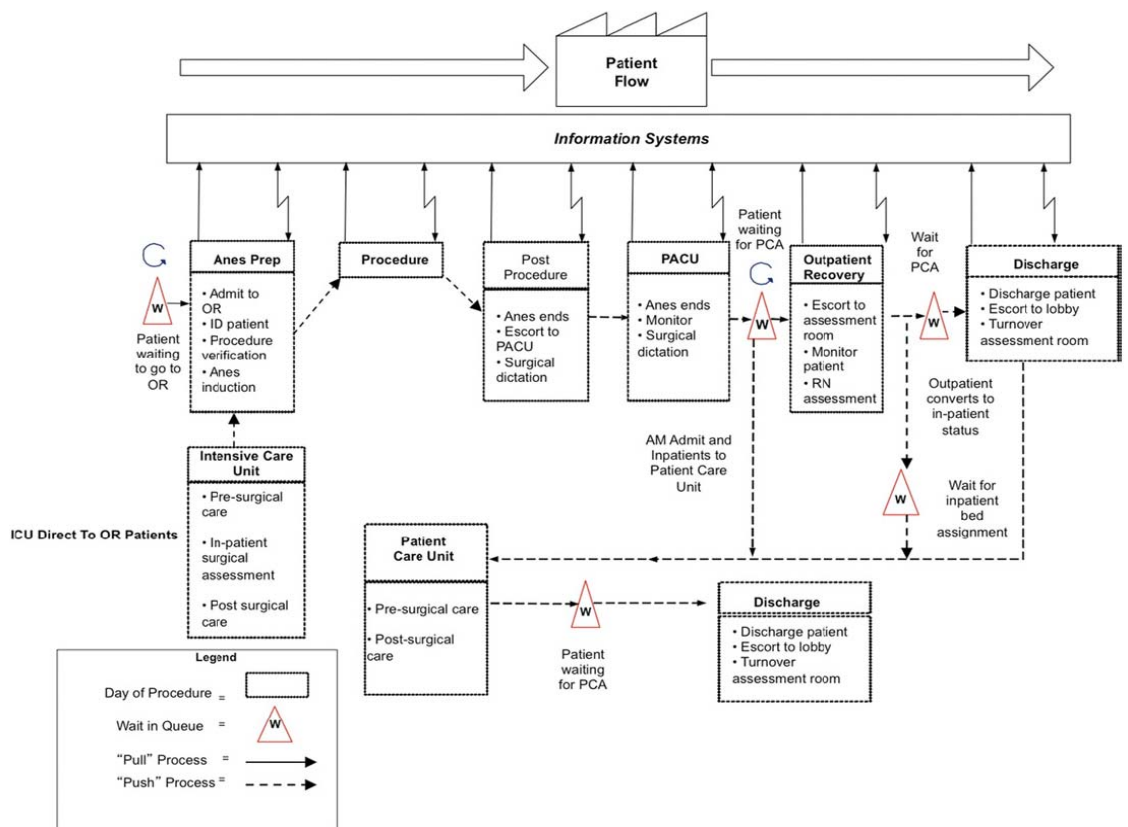 Patient
Flow
Information Systems
Patient
waiting
for PCA
Wait
for
PCA
W
Patient
waiting
to go to
OR
Anes Prep
• Admit to
OR
• ID patient
• Procedure
verification
• Anes
induction
Procedure
Post
Procedure
• Anes ends
• Escort to
PACU
• Surgical
dictation
PACU
• Anes ends
• Monitor
• Surgical
dictation
W
Outpatient
Recovery
• Escort to
assessment
room
• Monitor
patient
• RN
assessment
W
Discharge
• Discharge patient
• Escort to lobby
• Turnover
assessment room
Outpatient
converts to
in-patient
status
AM Admit and
Inpatients to
Patient Care
Unit
W
Wait for
inpatient
bed
assignment
ICU Direct To OR Patients
Intensive Care
Unit
• Pre-surgical
care
• In-patient
surgical
assessment
• Post surgical
care
Patient
Care Unit
• Pre-surgical care
• Post-surgical
care
W
Patient
waiting
for PCA
Discharge
• Discharge patient
• Escort to lobby
• Turnover
assessment room
Legend
Day of Procedure =
Wait in Queue = W
“Pull” Process =
“Push” Process =